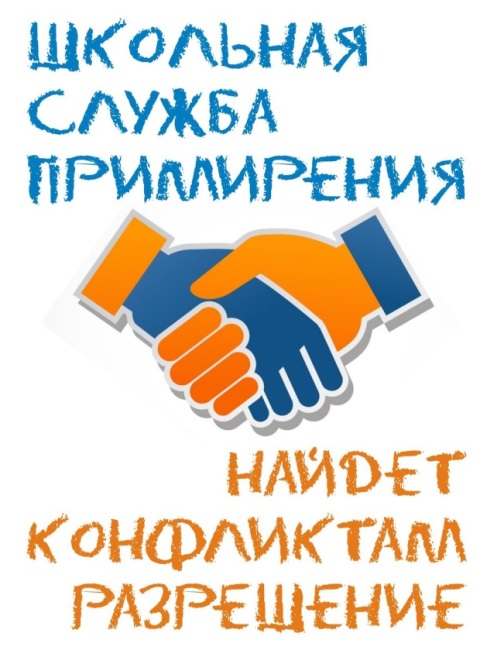 ШКОЛЬНАЯ
СЛУЖБА
ПРИМИРЕНИЯ
НАЙДЕТ
КОНФЛИКТАМ
РАЗРЕШЕНИЕ